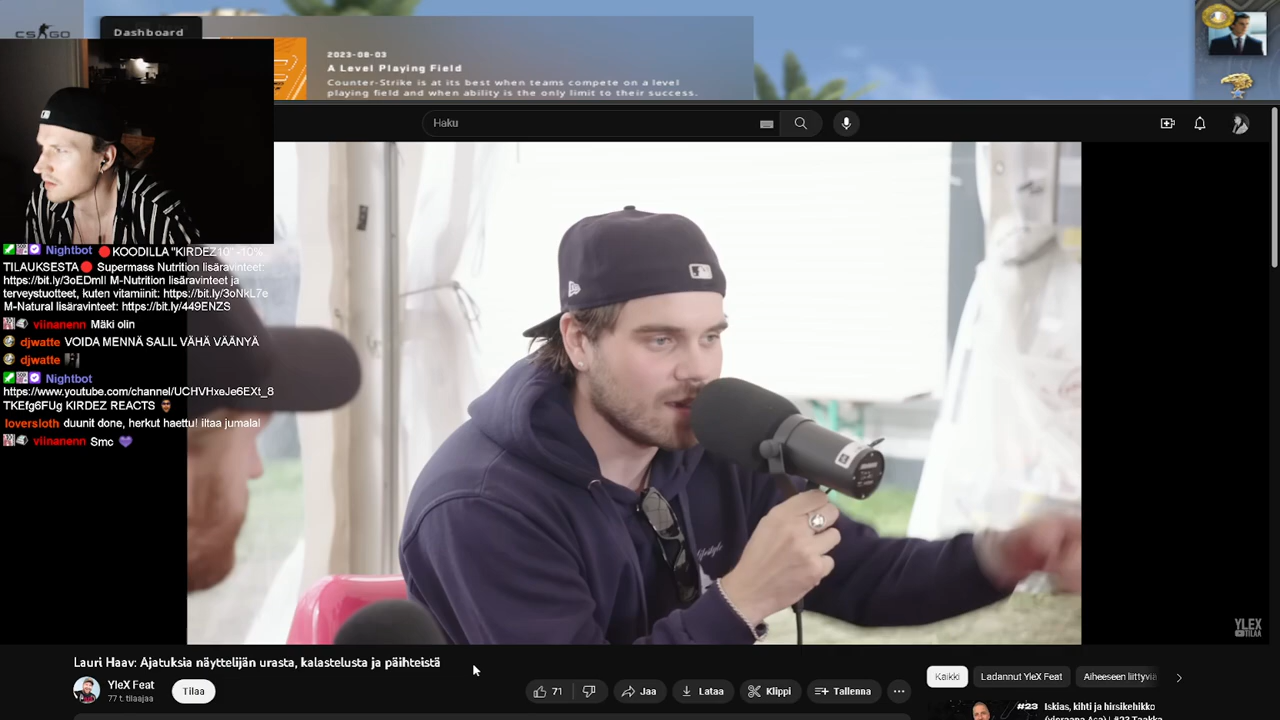 CS GO
Dashboard
2023-08-03
A Level Playing Field
Counter-Strike is at its best when teams compete on a level
playing field and when ability is the only limit to their success.
Haku
Nightbot 🔴KOODILLA "KIRDEZ10" -10%
TILAUKSESTA🔴 Supermass Nutrition lisäravinteet:
https://bit.ly/3oEDmlI M-Nutrition lisäravinteet ja
terveystuotteet, kuten vitamiinit: https://bit.ly/3oNkL7e
M-Natural lisäravinteet: https://bit.ly/449ENZS
viinanenn Mäki olin
djwatte VOIDA MENNÄ SALIL VÄHÄ VÄÄNYÄ
djwatte
Nightbot
https://www.youtube.com/channel/UCHVHxeJe6EXt_8
TKEfg6FUg KIRDEZ REACTS
loversloth duunit done, herkut haettu! iltaa jumala!
viinanenn Smc 💜
YLEX
TILAA
Lauri Haav: Ajatuksia näyttelijän urasta, kalastelusta ja päihteistä
YleX Feat
77 t. tilaajaa
Tilaa
71
Jaa
Lataa
Klippi
Tallenna
Kaikki
Ladannut YleX Feat
Aiheeseen liittyviä
#23
Iskias, kihti ja hirsikehikko